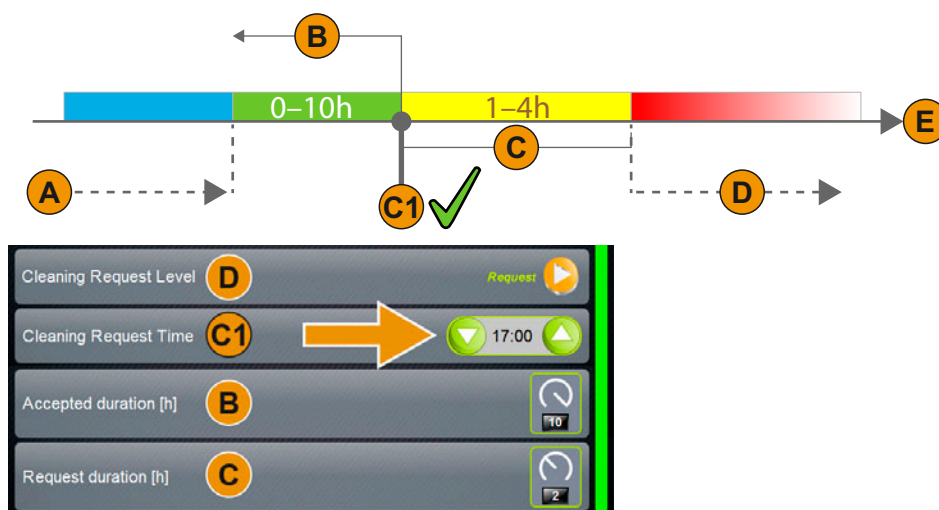 B
0–10h 1–4h
E
C
A
C1
D
Cleaning Request Level D Request
Cleaning Request Time C1 17:00
Accepted duration [h] B 10
Request duration [h] C 2